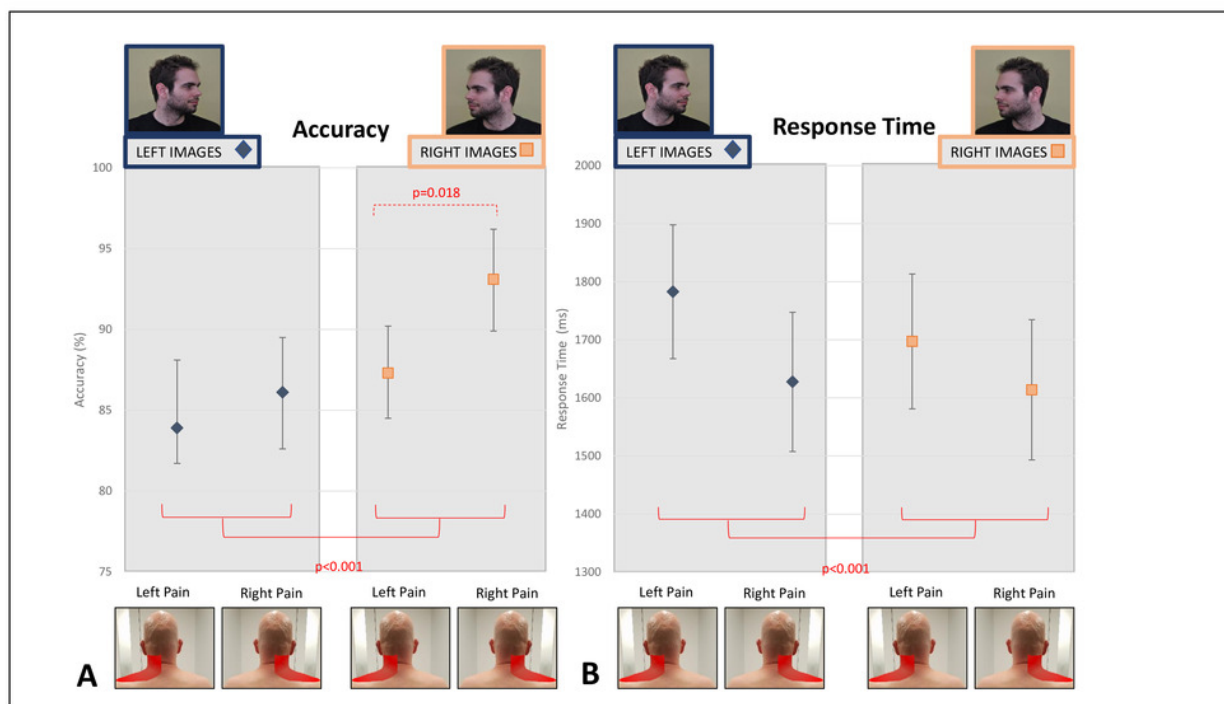 Accuracy
LEFT IMAGES
RIGHT IMAGES
100
95
90
85
80
75
Accuracy (%)
p=0.018
p<0.001
Left Pain
Right Pain
Left Pain
Right Pain
A
Response Time
LEFT IMAGES
RIGHT IMAGES
2000
1900
1800
1700
1600
1500
1400
1300
Response Time (ms)
p<0.001
Left Pain
Right Pain
Left Pain
Right Pain
B